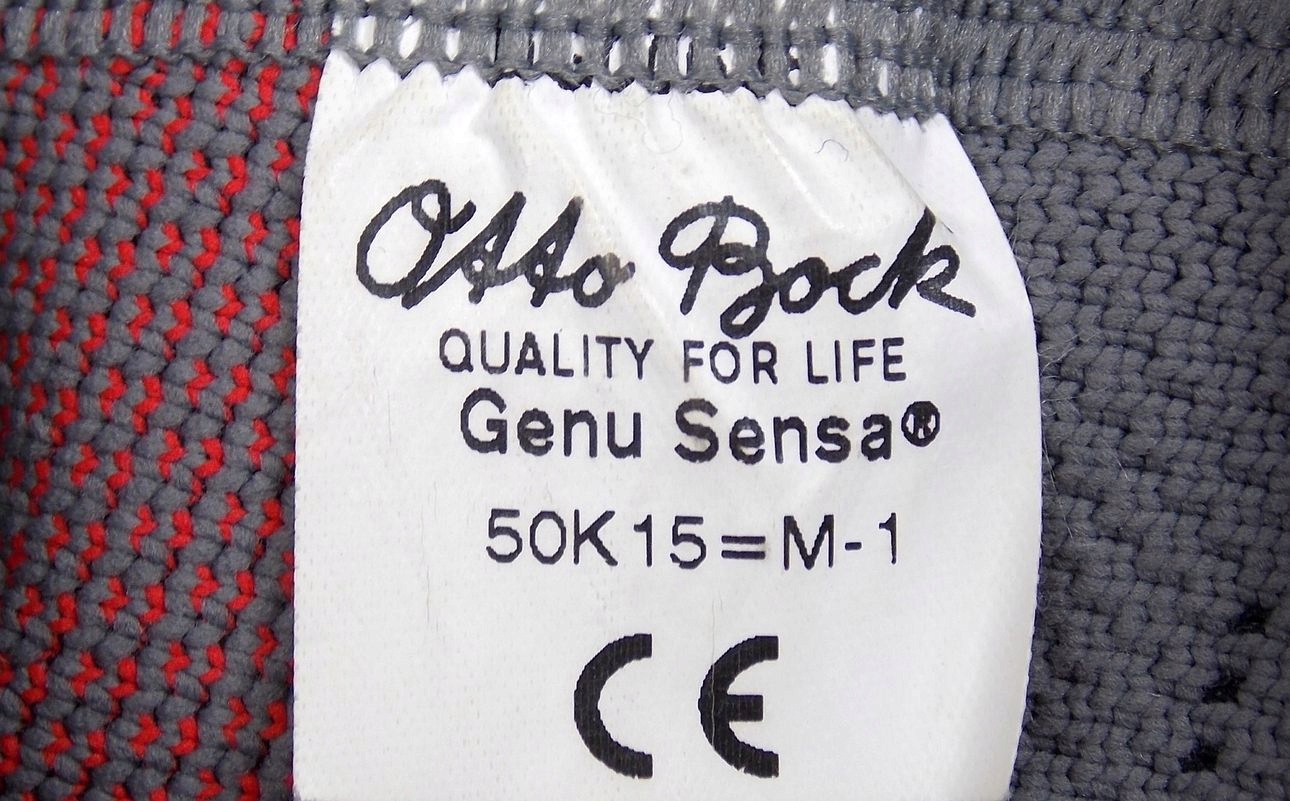 Otto Bock
QUALITY FOR LIFE
Genu Sensa®
50K15=M-1
CE